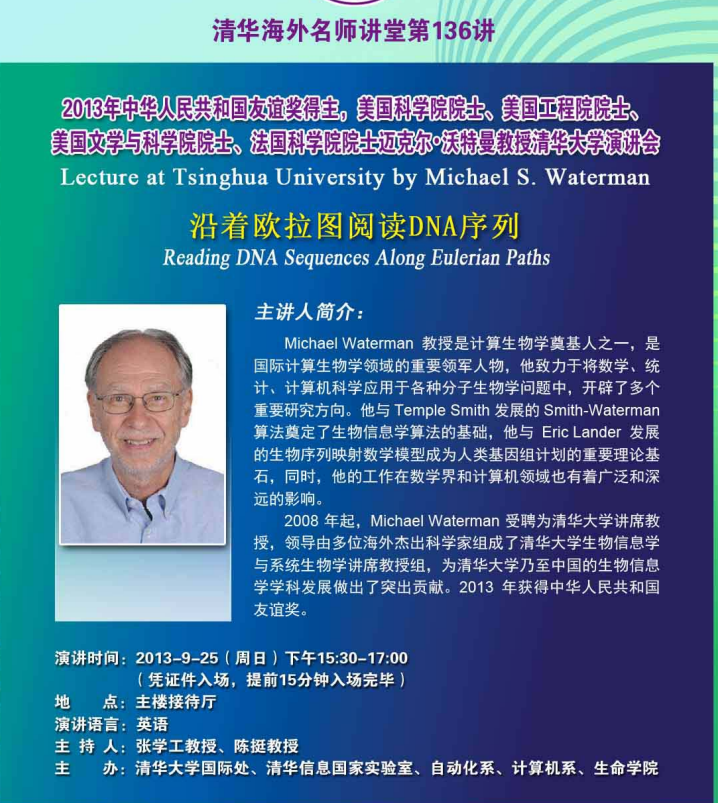 清华海外名师讲堂第136讲
2013年中华人民共和国友谊奖得主，美国科学院院士、美国工程院院士、
美国文学与科学院院士、法国科学院院士迈克尔·沃特曼教授清华大学演讲会
Lecture at Tsinghua University by Michael S. Waterman
沿着欧拉图阅读DNA序列
Reading DNA Sequences Along Eulerian Paths
主讲人简介：
Michael Waterman 教授是计算生物学奠基人之一，是
国际计算生物学领域的重要领军人物，他致力于将数学、统
计、计算机科学应用于各种分子生物学问题中，开辟了多个
重要研究方向。他与 Temple Smith 发展的 Smith-Waterman
算法奠定了生物信息学算法的基础，他与 Eric Lander 发展
的生物序列映射数学模型成为人类基因组计划的重要理论基
石，同时，他的工作在数学界和计算机领域也有着广泛和深
远的影响。
2008 年起，Michael Waterman 受聘为清华大学讲席教
授，领导由多位海外杰出科学家组成了清华大学生物信息学
与系统生物学讲席教授组，为清华大学乃至中国的生物信息
学学科发展做出了突出贡献。2013 年获得中华人民共和国
友谊奖。
演讲时间：2013-9-25（周日）下午15:30-17:00
（凭证件入场，提前15分钟入场完毕）
地 点：主楼接待厅
演讲语言：英语
主 持 人：张学工教授、陈挺教授
主 办：清华大学国际处、清华信息国家实验室、自动化系、计算机系、生命学院